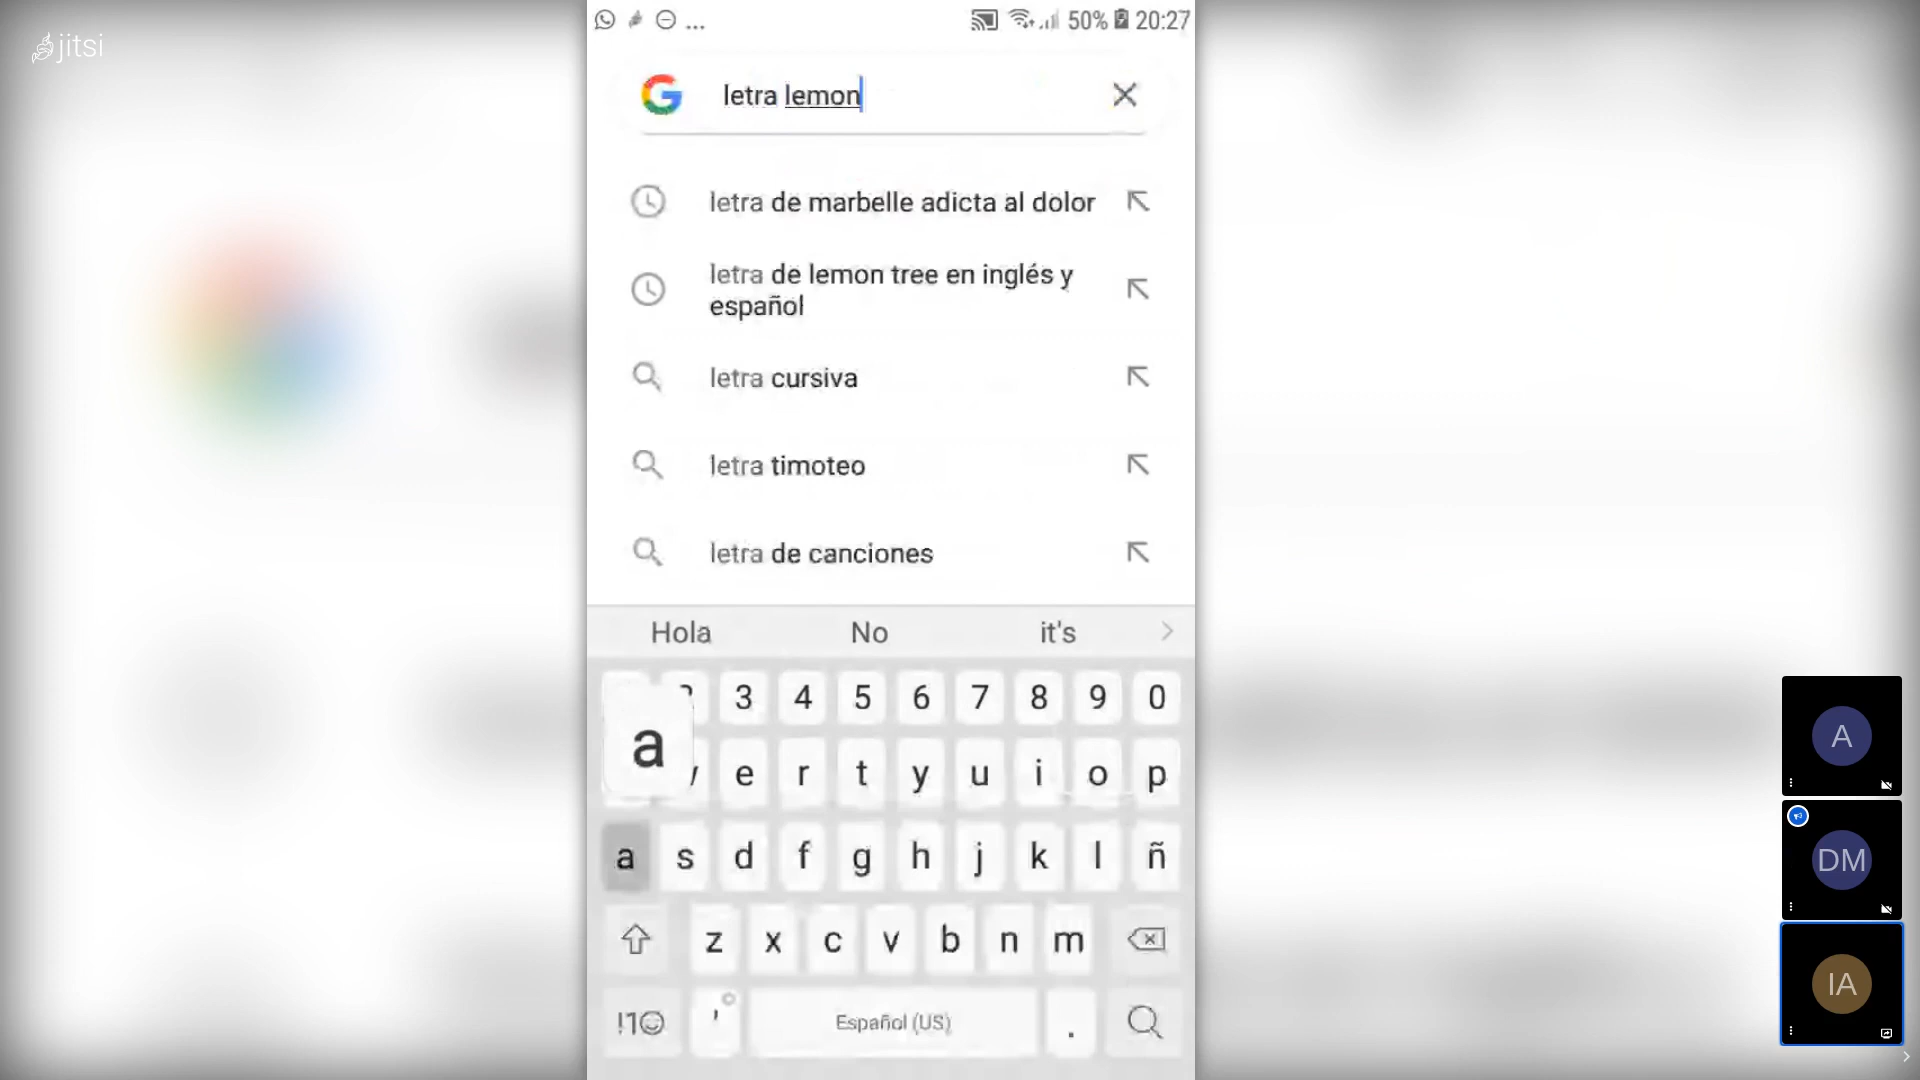 jitsi
... 50% 20:27
letra lemon
letra de marbelle adicta al dolor
letra de lemon tree en inglés y
español
letra cursiva
letra timoteo
letra de canciones
Hola No it's
3 4 5 6 7 8 9 0
a
e r t y u i o p
a s d f g h j k l ñ
z x c v b n m
!1☺ ' Español (US) .
A
DM
IA